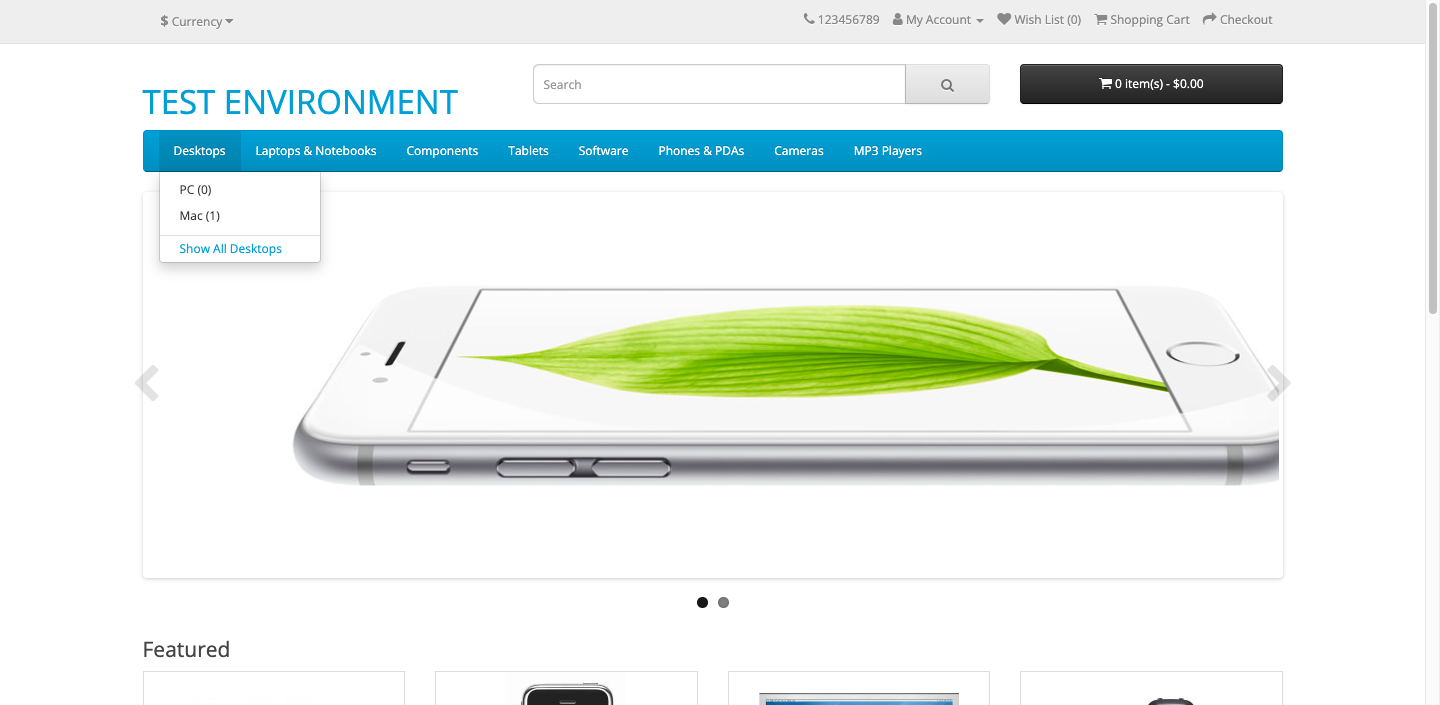 $ Currency
123456789
My Account
Wish List (0)
Shopping Cart
Checkout
TEST ENVIRONMENT
Search
0 item(s) - $0.00
Desktops
Laptops & Notebooks
Components
Tablets
Software
Phones & PDAs
Cameras
MP3 Players
PC (0)
Mac (1)
Show All Desktops
Featured